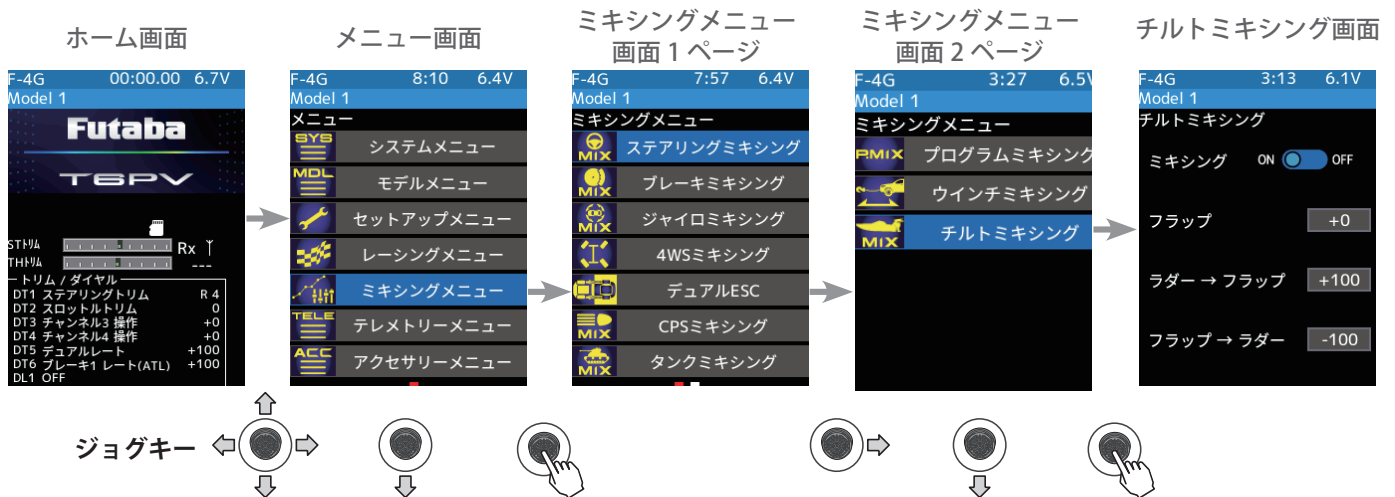 ホーム画面
F-4G 00:00.00 6.7V
Model 1
Futaba
T6PV
STトリム
Rx
THトリム
---
トリム / ダイヤル
DT1 ステアリングトリム R 4
DT2 スロットルトリム 0
DT3 チャンネル3 操作 +0
DT4 チャンネル4 操作 +0
DT5 デュアルレート +100
DT6 ブレーキ1 レート(ATL) +100
DL1 OFF
メニュー画面
F-4G 8:10 6.4V
Model 1
メニュー
SYS システムメニュー
MDL モデルメニュー
セットアップメニュー
レーシングメニュー
ミキシングメニュー
TELE テレメトリーメニュー
ACC アクセサリーメニュー
ミキシングメニュー
画面 1 ページ
F-4G 7:57 6.4V
Model 1
ミキシングメニュー
MIX ステアリングミキシング
MIX ブレーキミキシング
MIX ジャイロミキシング
4WSミキシング
デュアルESC
MIX CPSミキシング
MIX タンクミキシング
ミキシングメニュー
画面 2 ページ
F-4G 3:27 6.5V
Model 1
ミキシングメニュー
P.MIX プログラムミキシング
ウインチミキシング
MIX チルトミキシング
チルトミキシング画面
F-4G 3:13 6.1V
Model 1
チルトミキシング
ミキシング ON OFF
フラップ +0
ラダー → フラップ +100
フラップ → ラダー -100
ジョグキー